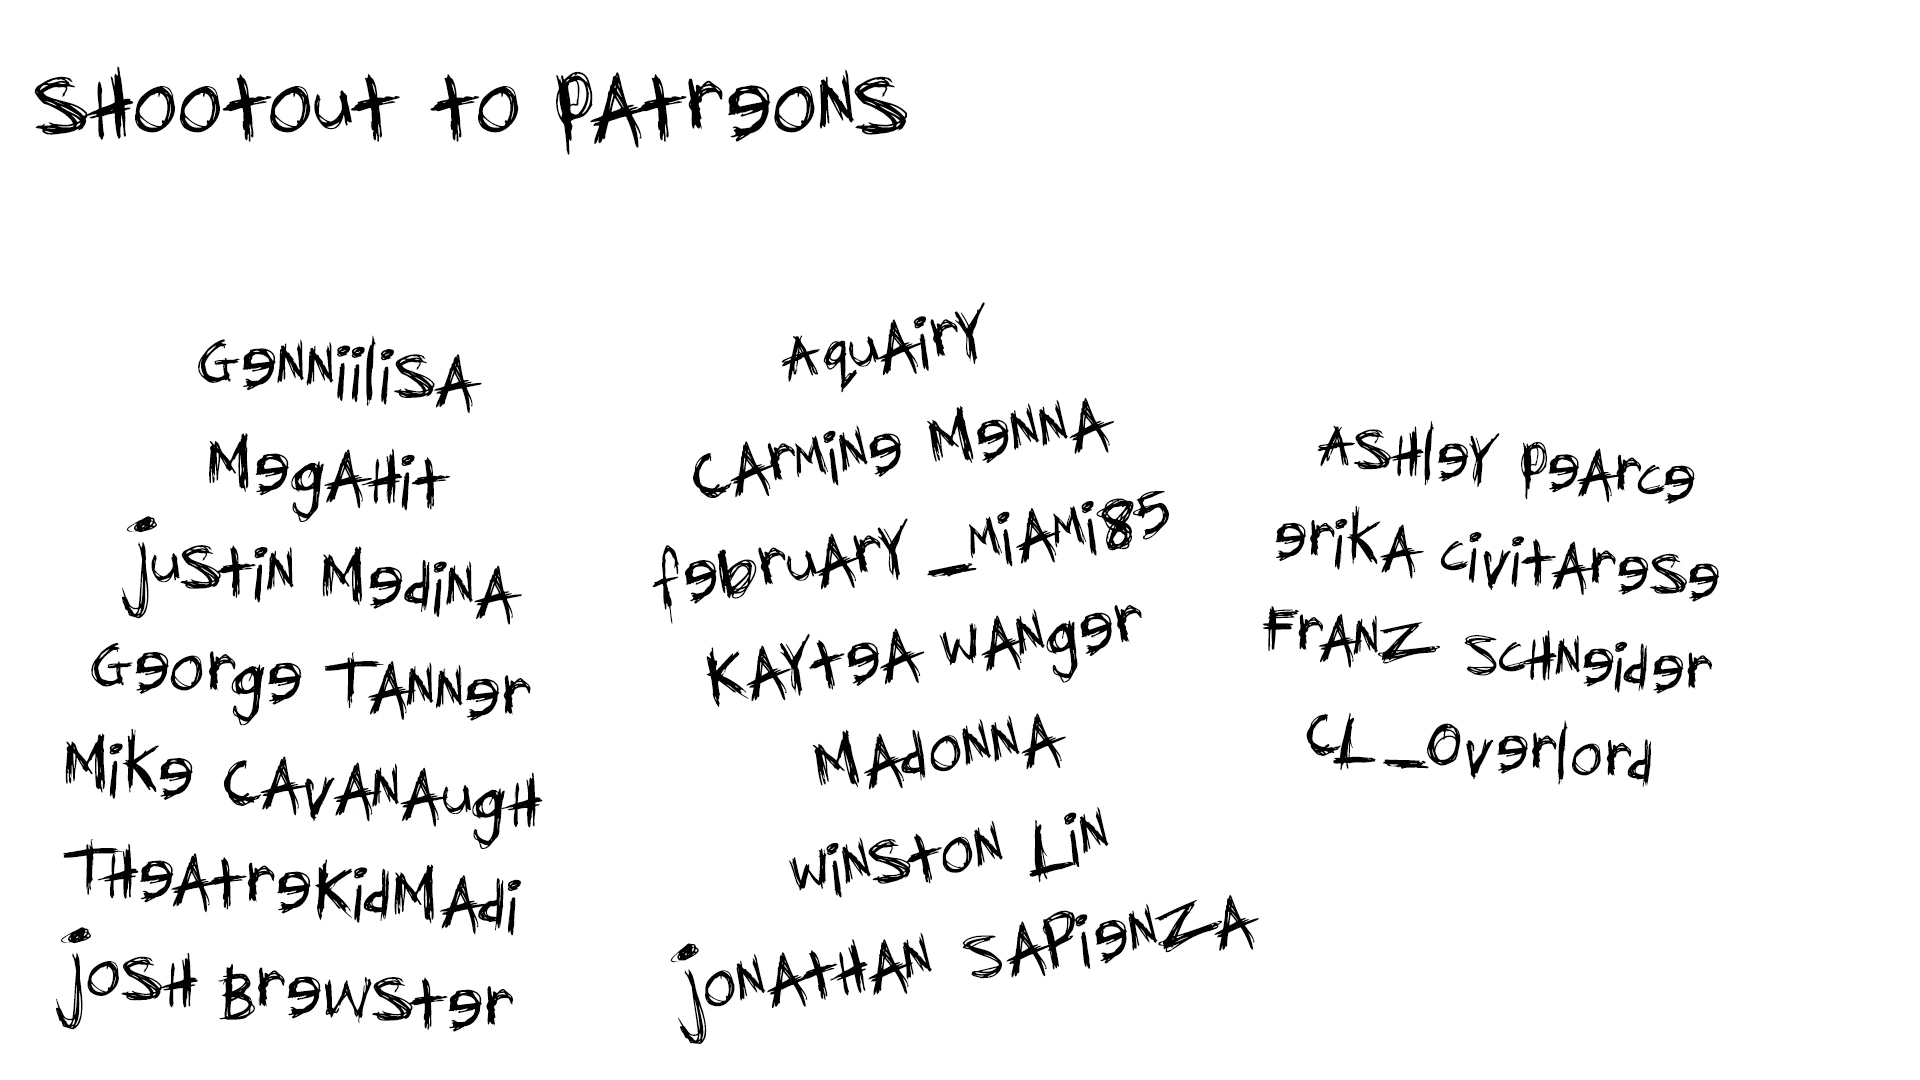 Shootout to Patreons
Genniilisa
Megahit
Justin Medina
George Tanner
Mike Cavanaugh
TheatreKidMadi
Josh Brewster
Aquairy
Carmine Menna
february_Miami85
Kaytea Wanger
Madonna
Winston Lin
Jonathan Sapienza
Ashley Pearce
Erika Civitarese
Franz Schneider
CL_Overlord